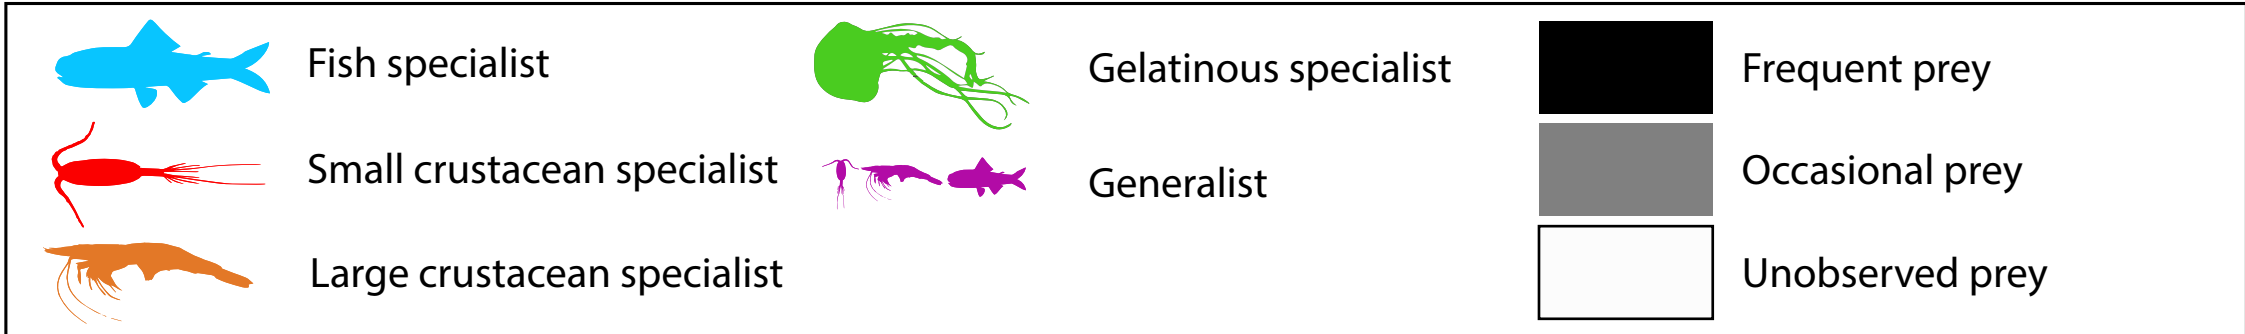 Fish specialist
Small crustacean specialist
Large crustacean specialist
Gelatinous specialist
Generalist
Frequent prey
Occasional prey
Unobserved prey